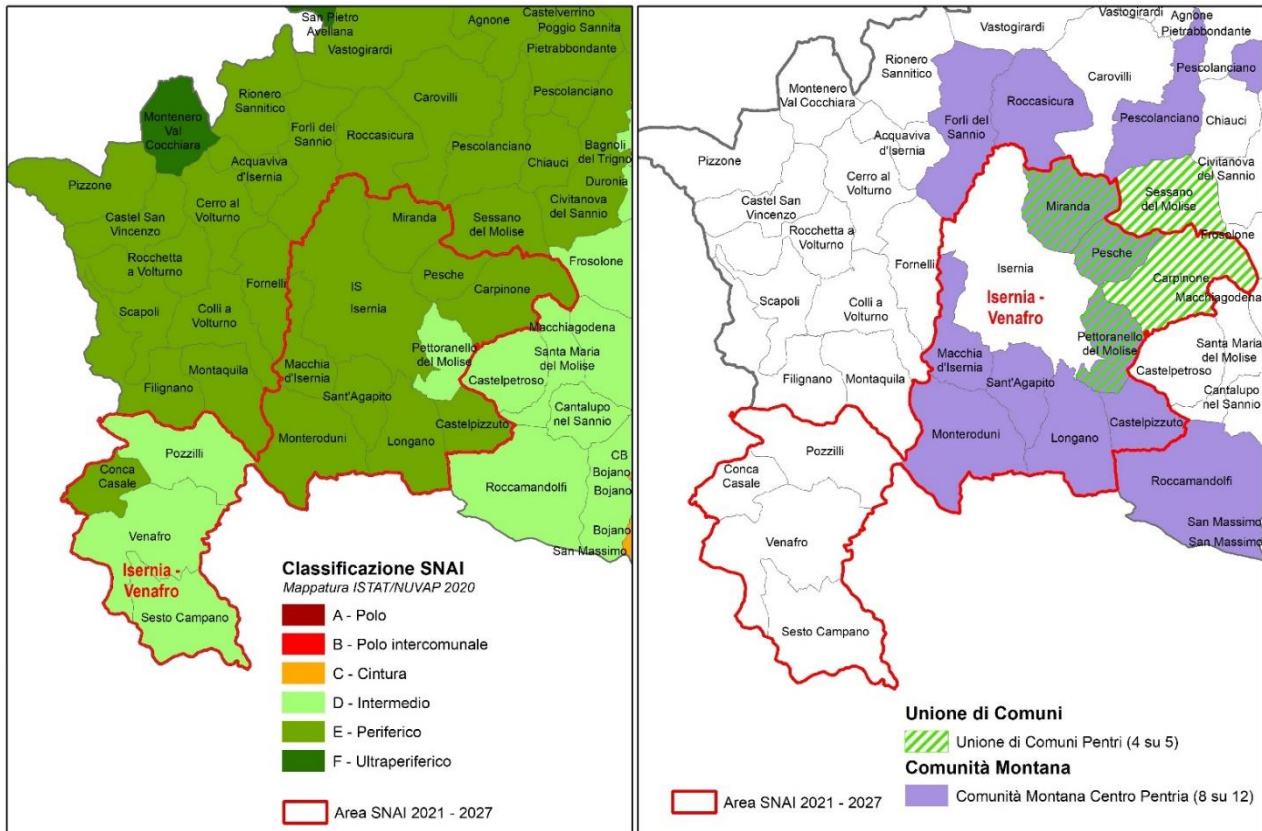 San Pietro
Avellana
Agnone
Castelverrino
Poggio Sannita
Vastogirardi
Pietrabbondante
Rionero
Sannitico
Carovilli
Pescolanciano
Montenero
Val
Cocchiara
Forlì del
Sannio
Roccasicura
Pescolanciano
Acquaviva
d'Isernia
Chiauci
Bagnoli
del Trigno
Pizzone
Cerro al
Volturno
Duronia
Castel San
Vincenzo
Miranda
Sessano
del Molise
Civitanova
del Sannio
Rocchetta
a Volturno
Frosolone
Fornelli
Pesche
Carpinone
IS
Isernia
Scapoli
Colli a
Volturno
Macchiagodena
Pettoranello
del Molise
Santa Maria
del Molise
Macchia
d'Isernia
Castelpetroso
Filignano
Montaquila
Sant'Agapito
Cantalupo
nel Sannio
Castelpizzuto
Monteroduni
Longano
Pozzilli
CB
Conca
Casale
Bojano
Roccamandolfi
Bojano
Venafro
Bojano
San Massimo
Isernia -
Venafro
Sesto Campano
Classificazione SNAI
Mappatura ISTAT/NUVAP 2020
A - Polo
B - Polo intercomunale
C - Cintura
D - Intermedio
E - Periferico
F - Ultraperiferico
Area SNAI 2021 - 2027
Vastogirardi
Vastogirardi
Agnone
Pietrabbondante
Rionero
Sannitico
Pescolanciano
Montenero
Val Cocchiara
Carovilli
Roccasicura
Forlì del
Sannio
Pescolanciano
Chiauci
Acquaviva
d'Isernia
Pizzone
Civitanova
del Sannio
Cerro al
Volturno
Sessano
del Molise
Castel San
Vincenzo
Miranda
Rocchetta
a Volturno
Frosolone
Pesche
Fornelli
Isernia
Carpinone
Scapoli
Colli a
Volturno
Isernia -
Venafro
Macchiagodena
Pettoranello
del Molise
Santa Maria
del Molise
Macchia
d'Isernia
Castelpetroso
Filignano
Montaquila
Sant'Agapito
Cantalupo
nel Sannio
Castelpizzuto
Monteroduni
Longano
Pozzilli
Conca
Casale
Roccamandolfi
Venafro
San Massimo
San Massimo
Sesto Campano
Unione di Comuni
Unione di Comuni Pentri (4 su 5)
Comunità Montana
Area SNAI 2021 - 2027
Comunità Montana Centro Pentria (8 su 12)